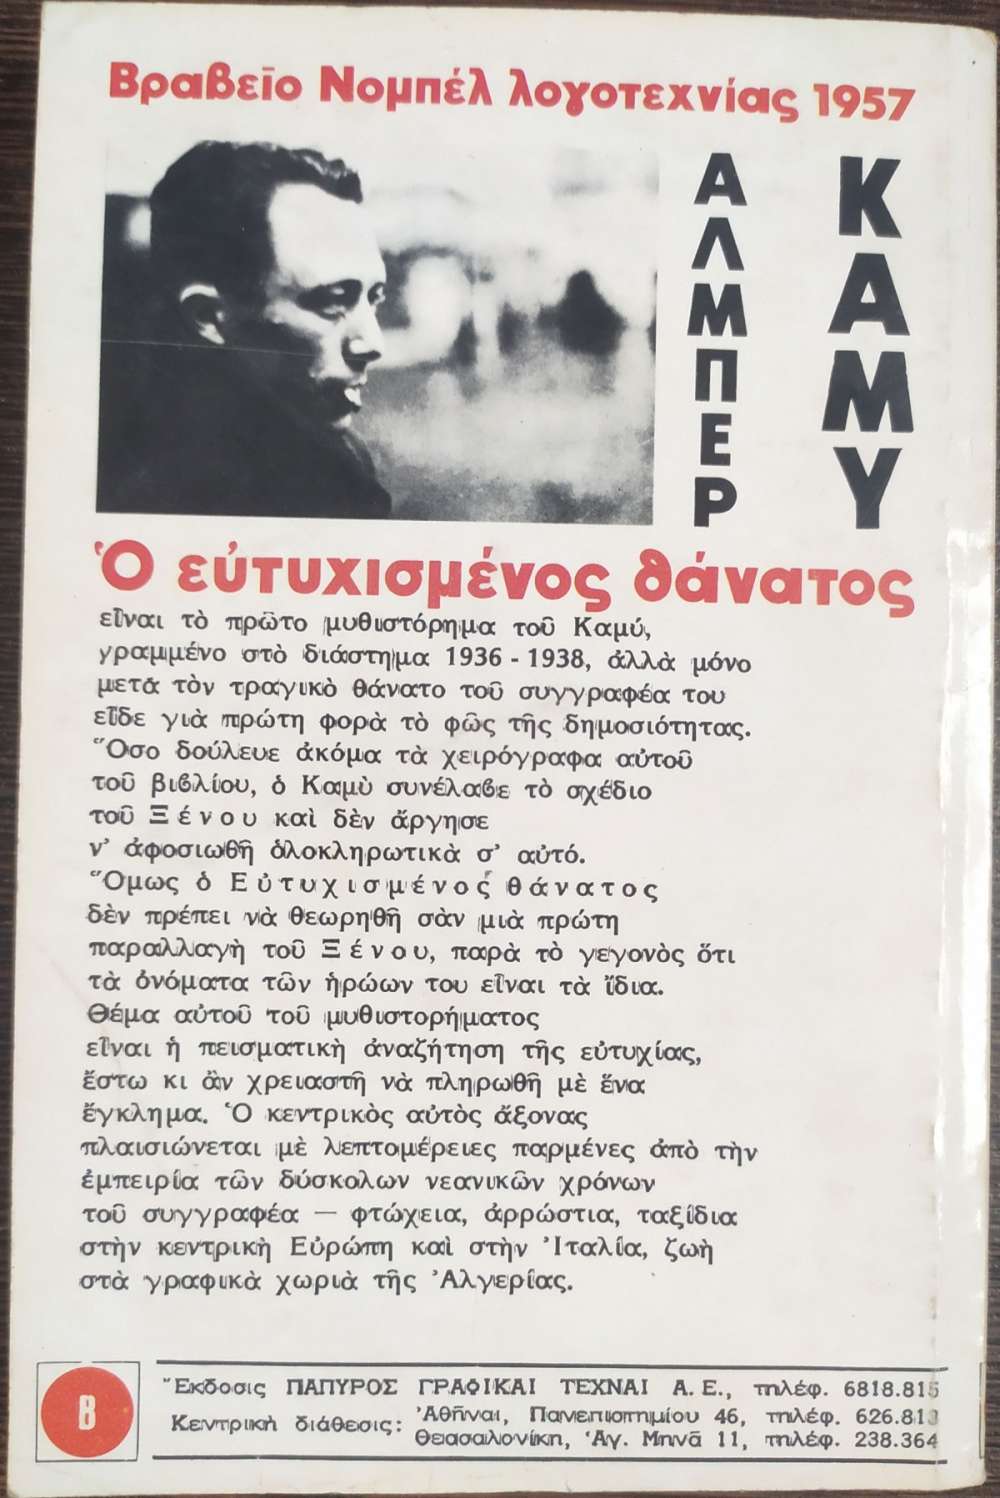 Βραβεῖο Νομπέλ λογοτεχνίας 1957
ΑΛΜΠΕΡ
ΚΑΜΥ
Ὁ εὐτυχισμένος θάνατος
εἶναι τὸ πρῶτο μυθιστόρημα τοῦ Καμύ,
γραμμένο στὸ διάστημα 1936 - 1938, ἀλλὰ μόνο
μετὰ τὸν τραγικὸ θάνατο τοῦ συγγραφέα του
εἶδε γιὰ πρώτη φορὰ τὸ φῶς τῆς δημοσιότητας.
Ὅσο δούλευε ἀκόμα τὰ χειρόγραφα αὐτοῦ
τοῦ βιβλίου, ὁ Καμὺ συνέλαβε τὸ σχέδιο
τοῦ Ξένου καὶ δὲν ἄργησε
ν' ἀφοσιωθῆ ὁλοκληρωτικὰ σ' αὐτό.
Ὅμως ὁ Εὐτυχισμένος θάνατος
δὲν πρέπει νὰ θεωρηθῆ σὰν μιὰ πρώτη
παραλλαγὴ τοῦ Ξένου, παρὰ τὸ γεγονὸς ὅτι
τὰ ὀνόματα τῶν ἡρώων του εἶναι τὰ ἴδια.
Θέμα αὐτοῦ τοῦ μυθιστορήματος
εἶναι ἡ πεισματικὴ ἀναζήτηση τῆς εὐτυχίας,
ἔστω κι ἂν χρειαστῆ νὰ πληρωθῆ μὲ ἕνα
ἔγκλημα. Ὁ κεντρικὸς αὐτὸς ἄξονας
πλαισιώνεται μὲ λεπτομέρειες παρμένες ἀπὸ τὴν
ἐμπειρία τῶν δύσκολων νεανικῶν χρόνων
τοῦ συγγραφέα — φτώχεια, ἀρρώστια, ταξίδια
στὴν κεντρικὴ Εὐρώπη καὶ στὴν Ἰταλία, ζωὴ
στὰ γραφικὰ χωριὰ τῆς Ἀλγερίας.
Β
Ἔκδοσις ΠΑΠΥΡΟΣ ΓΡΑΦΙΚΑΙ ΤΕΧΝΑΙ Α.Ε., τηλέφ. 6818.815
Κεντρικὴ διάθεσις: Ἀθῆναι, Πανεπιστημίου 46, τηλέφ.
Θεσσαλονίκη, Ἁγ. Μηνᾶ 11, τηλέφ. 238.364